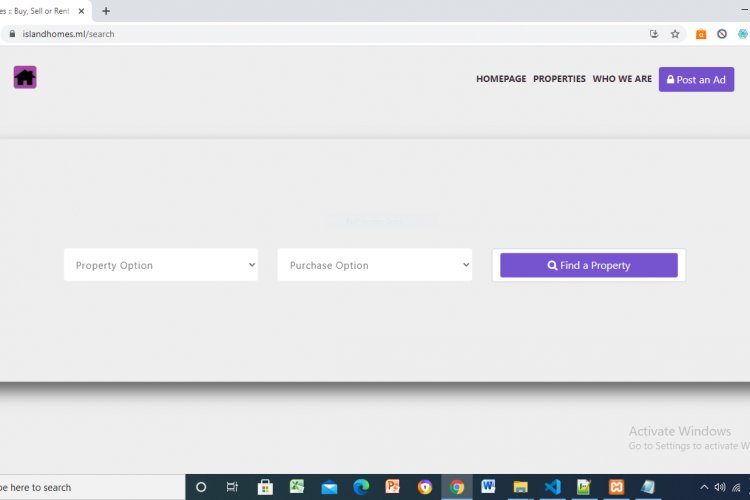 es :: Buy, Sell or Rent
islandhomes.ml/search
HOMEPAGE PROPERTIES WHO WE ARE Post an Ad
Property Option Purchase Option Find a Property
Activate Windows
Go to Settings to activate W
pe here to search